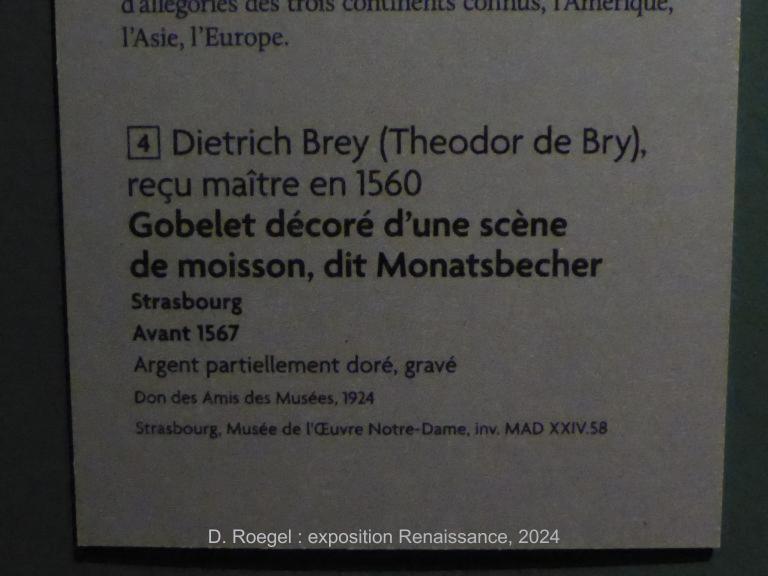 d'allégories des trois continents connus, l'Amérique,
l'Asie, l'Europe.
4 Dietrich Brey (Theodor de Bry),
reçu maître en 1560
Gobelet décoré d'une scène
de moisson, dit Monatsbecher
Strasbourg
Avant 1567
Argent partiellement doré, gravé
Don des Amis des Musées, 1924
Strasbourg, Musée de l'Œuvre Notre-Dame, inv. MAD XXIV.58
D. Roegel : exposition Renaissance, 2024